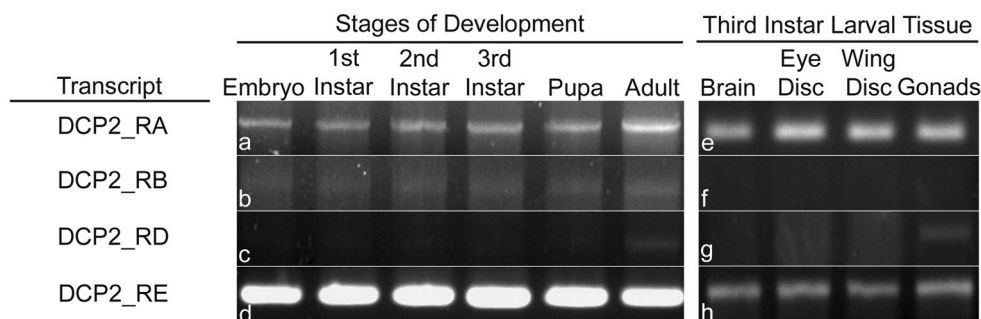 Stages of Development Third Instar Larval Tissue
1st 2nd 3rd Eye Wing
Transcript Embryo Instar Instar Instar Pupa Adult Brain Disc Disc Gonads
DCP2_RA a e
DCP2_RB b f
DCP2_RD c g
DCP2_RE d h